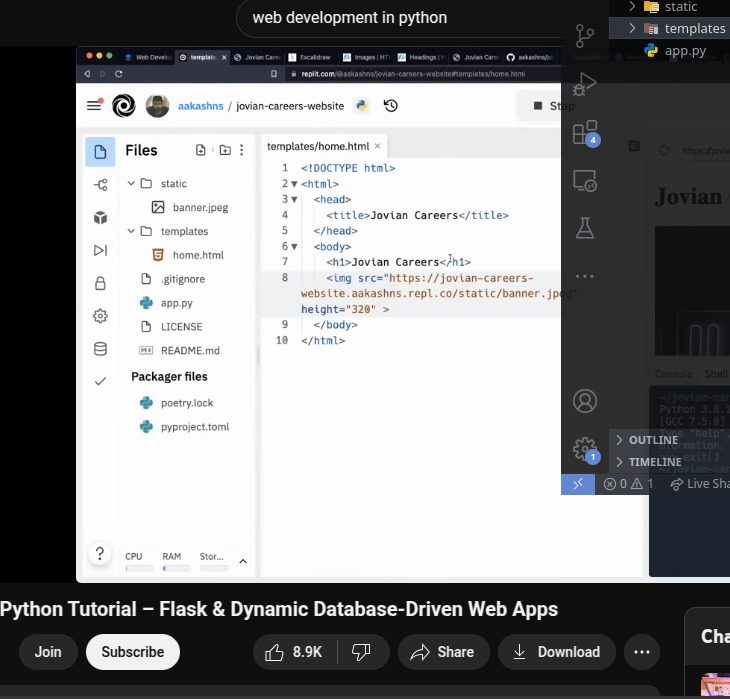 web development in python
static
templates
app.py
Web Develo
templat
Jovian Care
Excalidraw
Images | HT
Headings |
Jovian Care
aakashns/jo
replit.com/@aakashns/jovian-careers-website#templates/home.html
aakashns / jovian-careers-website
Stop
Files
static
banner.jpeg
templates
home.html
.gitignore
app.py
LICENSE
README.md
Packager files
poetry.lock
pyproject.toml
CPU RAM Stor...
templates/home.html
1 <!DOCTYPE html>
2 <html>
3 <head>
4 <title>Jovian Careers</title>
5 </head>
6 <body>
7 <h1>Jovian Careers</h1>
8 <img src="https://jovian-careers-
website.aakashns.repl.co/static/banner.jpeg"
height="320" >
9 </body>
10 </html>
4
https://jovia
Jovian
Console Shell
~/jovian-car
Python 3.8.1
[GCC 7.5.0]
Type "help",
exit()
1
OUTLINE
TIMELINE
0 1 Live Sha
Python Tutorial – Flask & Dynamic Database-Driven Web Apps
Join
Subscribe
8.9K
Share
Download
Cha